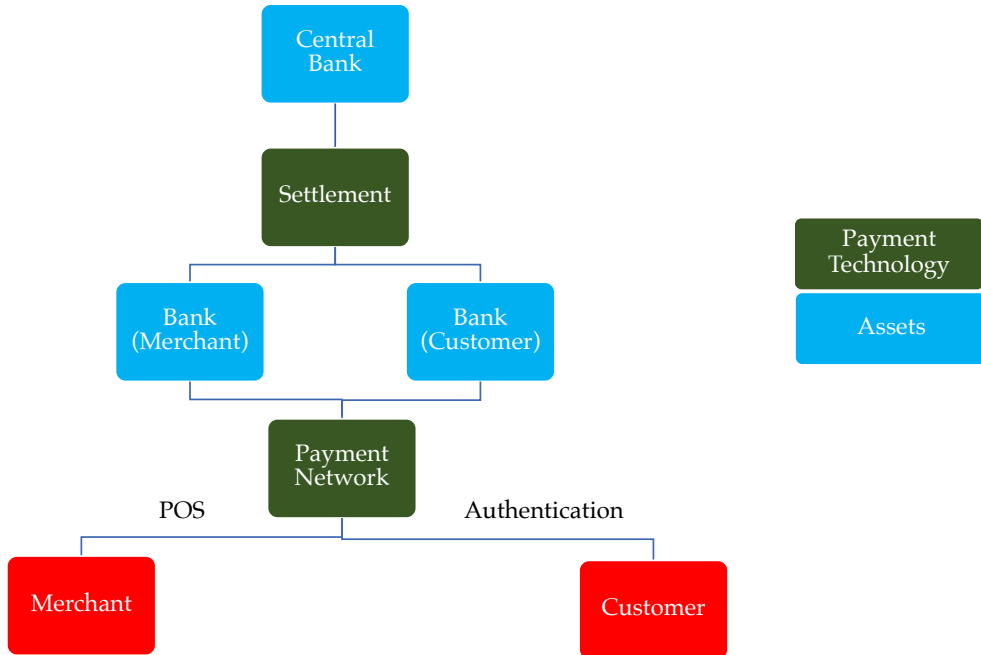 Central
Bank
Settlement
Payment
Technology
Bank
(Merchant)
Bank
(Customer)
Assets
Payment
Network
POS
Authentication
Merchant
Customer